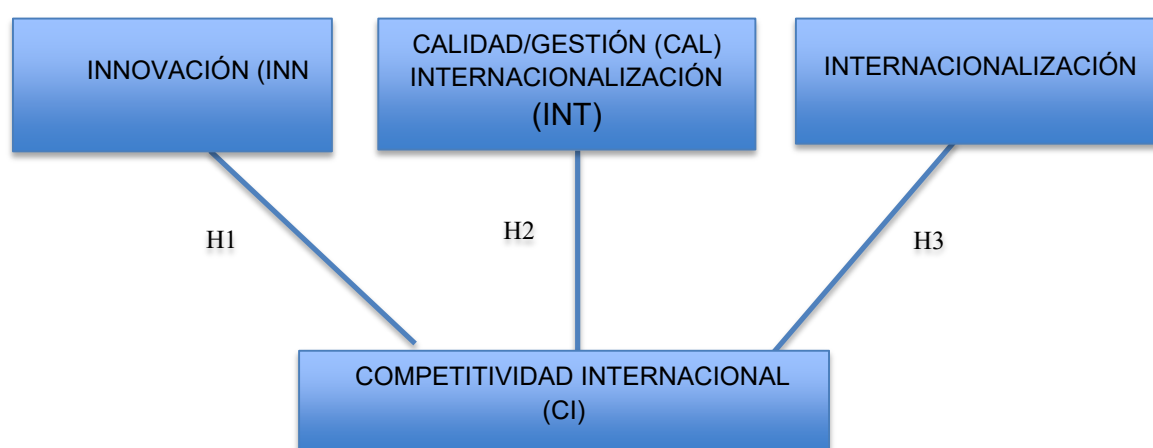 INNOVACIÓN (INN
CALIDAD/GESTIÓN (CAL)
INTERNACIONALIZACIÓN
(INT)
INTERNACIONALIZACIÓN
H1
H2
H3
COMPETITIVIDAD INTERNACIONAL
(CI)